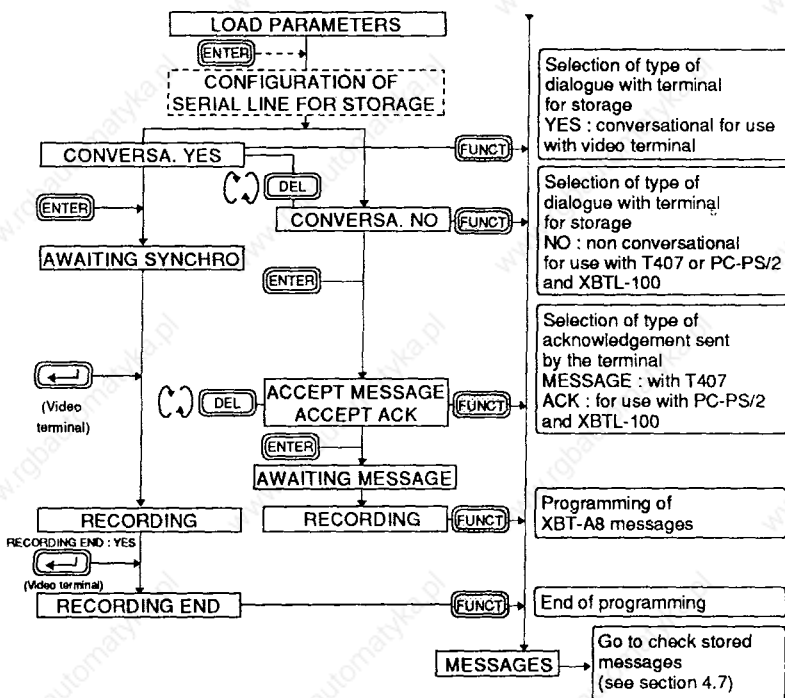 LOAD PARAMETERS
ENTER
CONFIGURATION OF
SERIAL LINE FOR STORAGE
CONVERSA. YES
FUNCT
Selection of type of
dialogue with terminal
for storage
YES : conversational for use
with video terminal
DEL
ENTER
CONVERSA. NO
FUNCT
Selection of type of
dialogue with terminal
for storage
NO : non conversational
for use with T407 or PC-PS/2
and XBTL-100
AWAITING SYNCHRO
ENTER
(Video
terminal)
DEL
ACCEPT MESSAGE
ACCEPT ACK
FUNCT
Selection of type of
acknowledgement sent
by the terminal
MESSAGE : with T407
ACK : for use with PC-PS/2
and XBTL-100
ENTER
AWAITING MESSAGE
RECORDING
RECORDING
FUNCT
Programming of
XBT-A8 messages
RECORDING END : YES
(Video terminal)
RECORDING END
FUNCT
End of programming
MESSAGES
Go to check stored
messages
(see section 4.7)
www.rgbautomatyka.pl